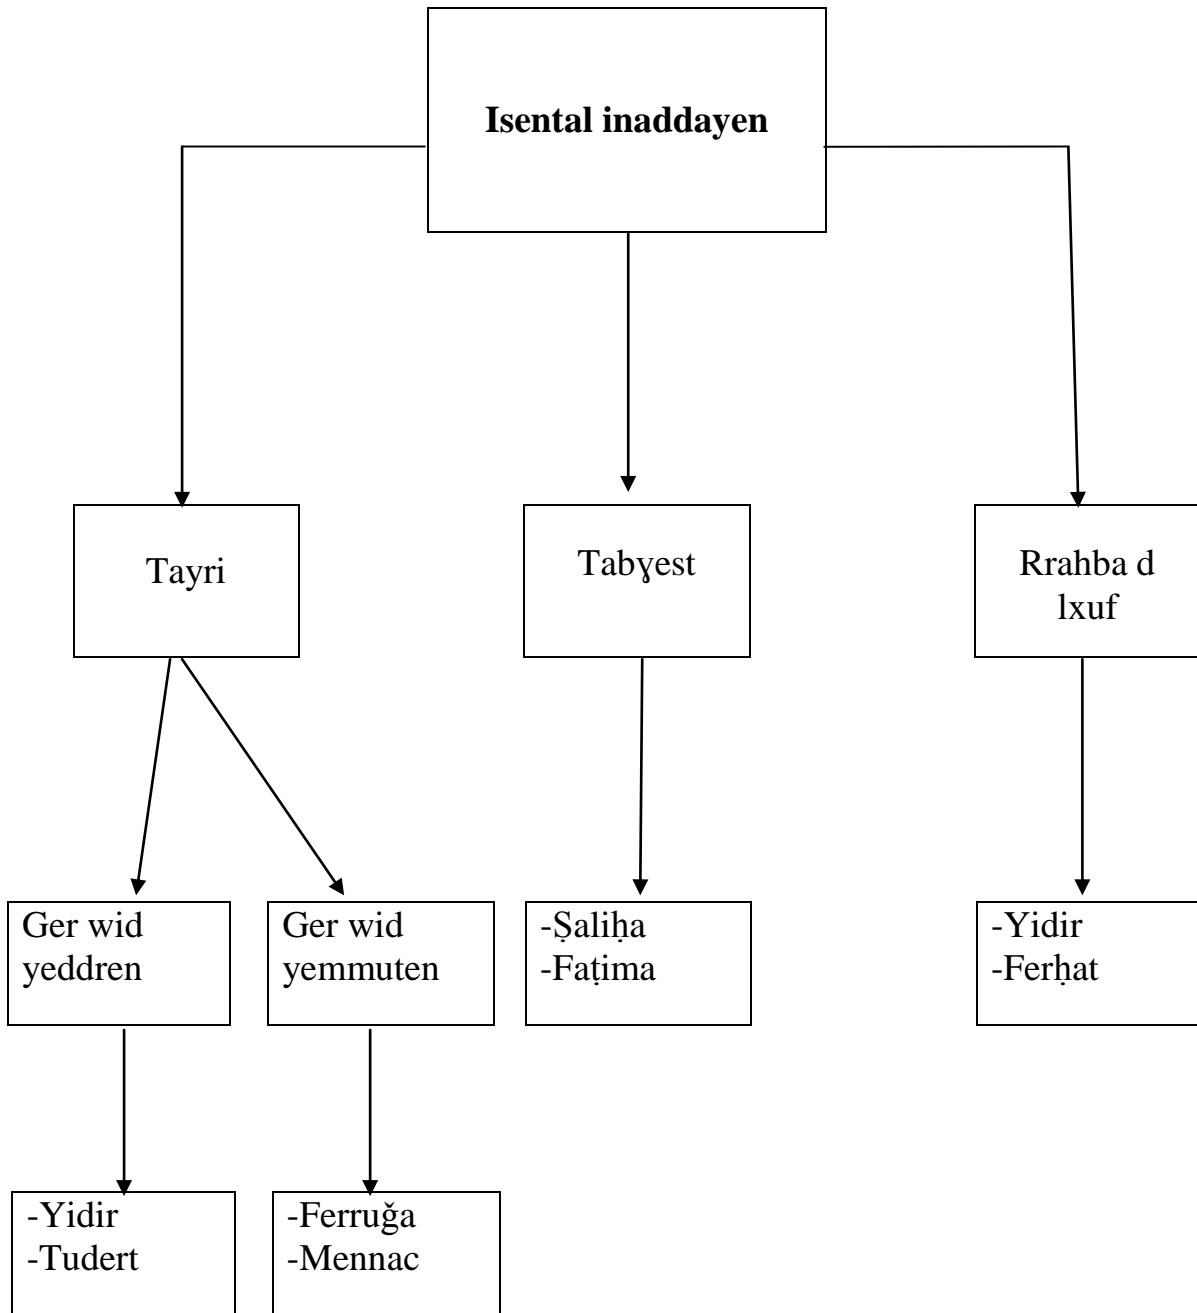 Isental inaddayen
Tayri
Tabɣest
Rrahba d
lxuf
Ger wid
yeddren
Ger wid
yemmuten
-Ṣaliḥa
-Faṭima
-Yidir
-Ferḥat
-Yidir
-Tudert
-Ferruǧa
-Mennac